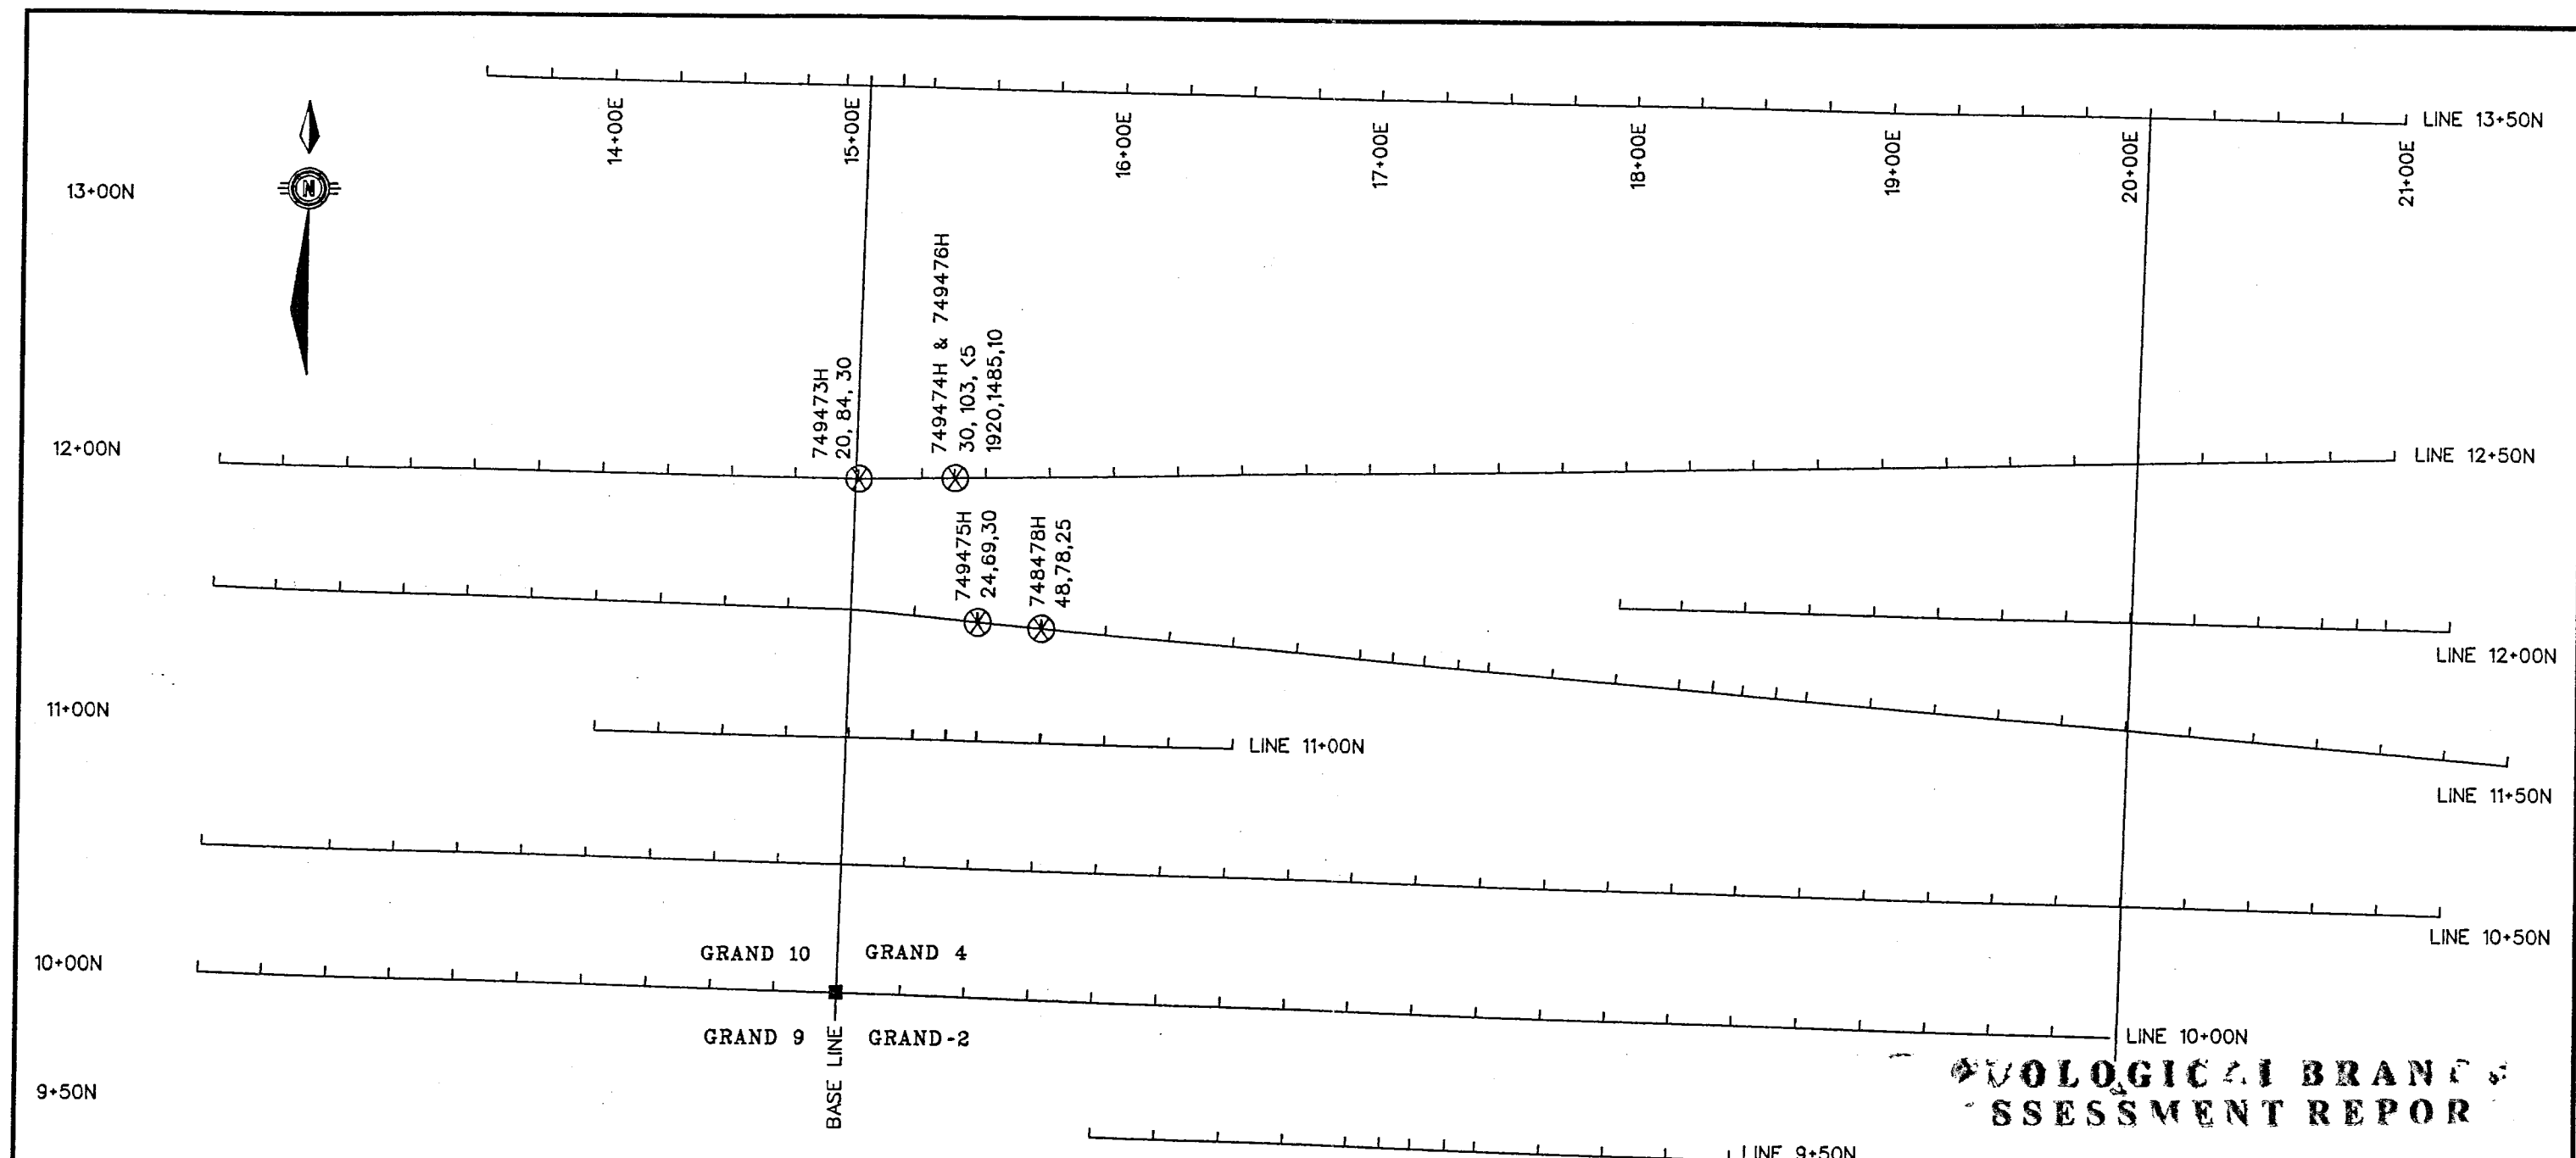 LINE 13+50N
14+00E
15+00E
16+00E
17+00E
18+00E
19+00E
20+00E
21+00E
N
13+00N
749473H
20, 84, 30
749474H & 749476H
30, 103, <5
1920,1485,10
12+00N
LINE 12+50N
749475H
24,69,30
748478H
48,78,25
LINE 12+00N
11+00N
LINE 11+00N
LINE 11+50N
LINE 10+50N
GRAND 10
GRAND 4
10+00N
GRAND 9
GRAND-2
BASE LINE
LINE 10+00N
9+50N
SSESSMENT REPOR
LINE 9+50N